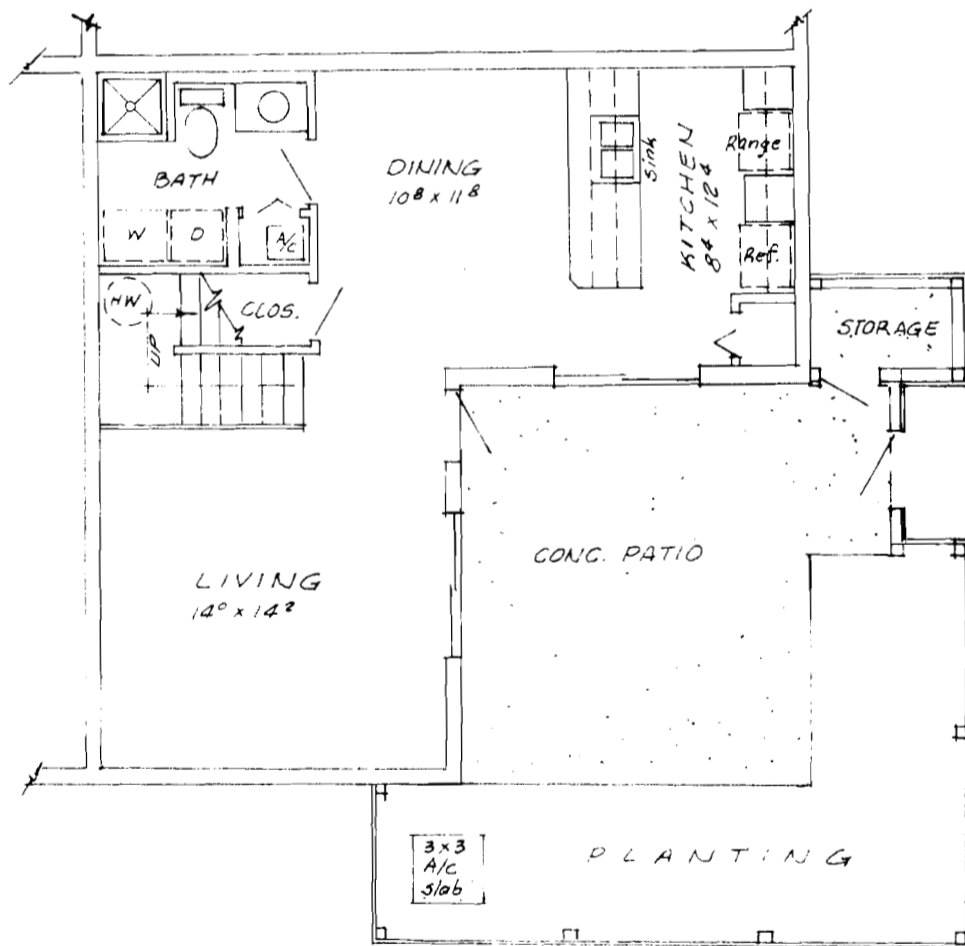 BATH
W
D
A/C
HW
UP
CLOS.
DINING
10⁸ x 11⁸
Sink
KITCHEN
8⁴ x 12⁴
Range
Ref.
STORAGE
LIVING
14⁰ x 14²
CONC. PATIO
3x3
A/C
slab
PLANTING